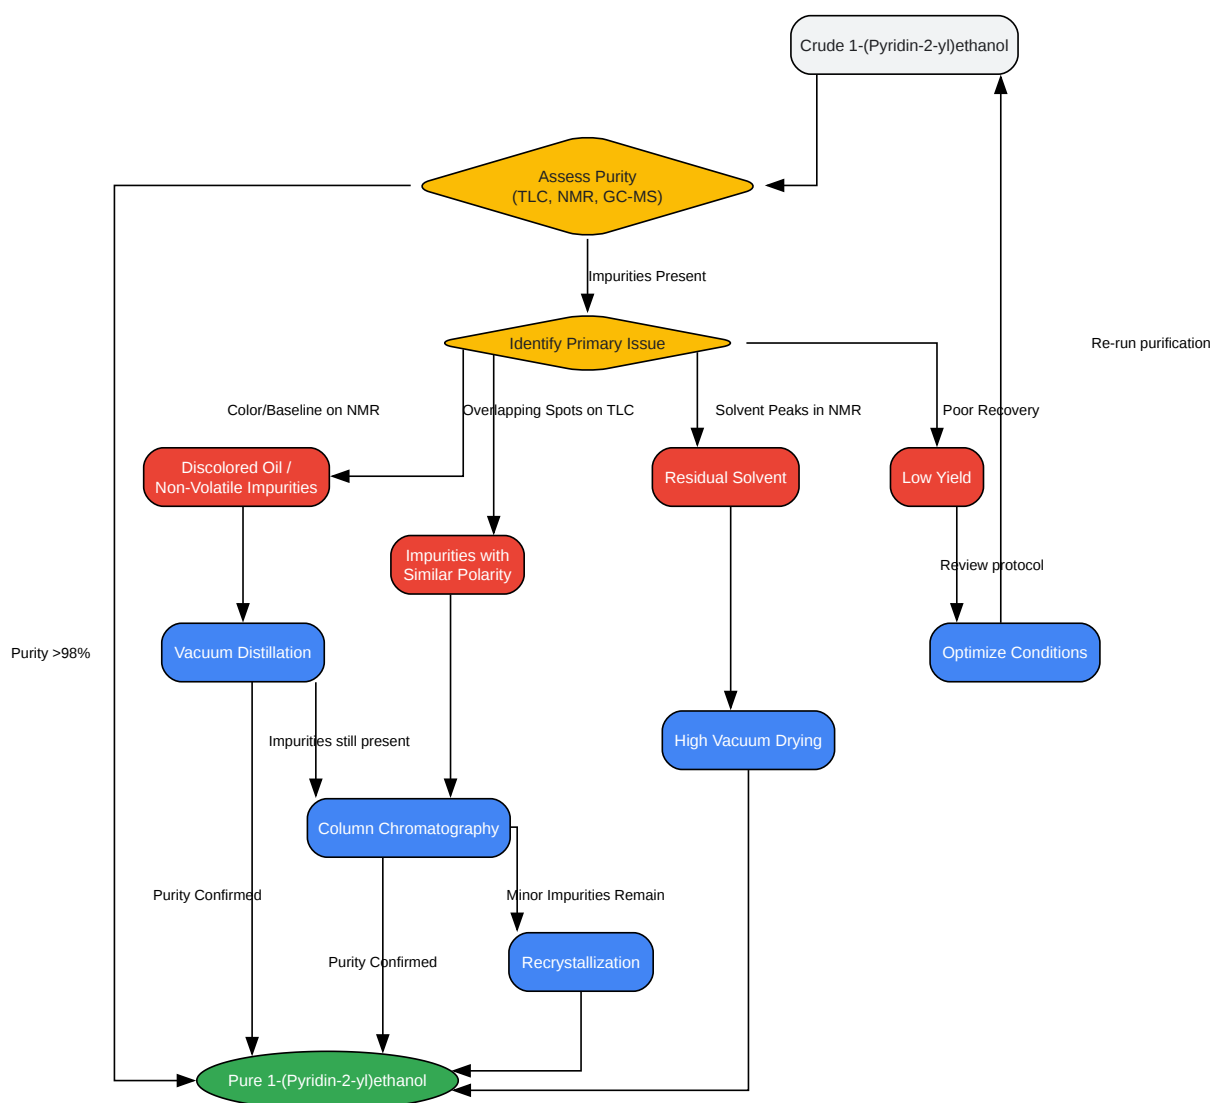 Crude 1-(Pyridin-2-yl)ethanol
Assess Purity
(TLC, NMR, GC-MS)
Impurities Present
Identify Primary Issue
Re-run purification
Color/Baseline on NMR
Overlapping Spots on TLC
Solvent Peaks in NMR
Poor Recovery
Discolored Oil /
Non-Volatile Impurities
Residual Solvent
Low Yield
Impurities with
Similar Polarity
Review protocol
Purity >98%
Vacuum Distillation
Optimize Conditions
Impurities still present
High Vacuum Drying
Column Chromatography
Purity Confirmed
Minor Impurities Remain
Purity Confirmed
Recrystallization
Pure 1-(Pyridin-2-yl)ethanol